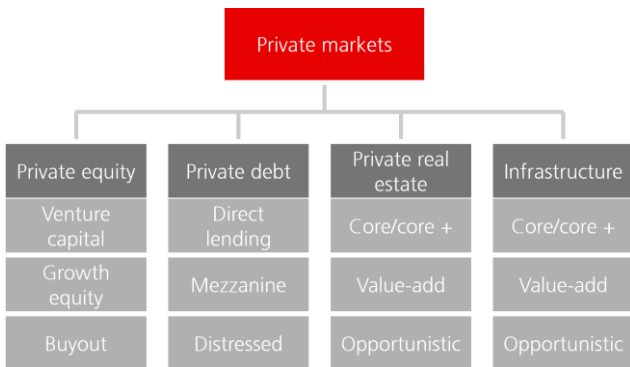 Private markets
Private equity
Private debt
Private real
estate
Infrastructure
Venture
capital
Direct
lending
Core/core +
Core/core +
Growth
equity
Mezzanine
Value-add
Value-add
Buyout
Distressed
Opportunistic
Opportunistic